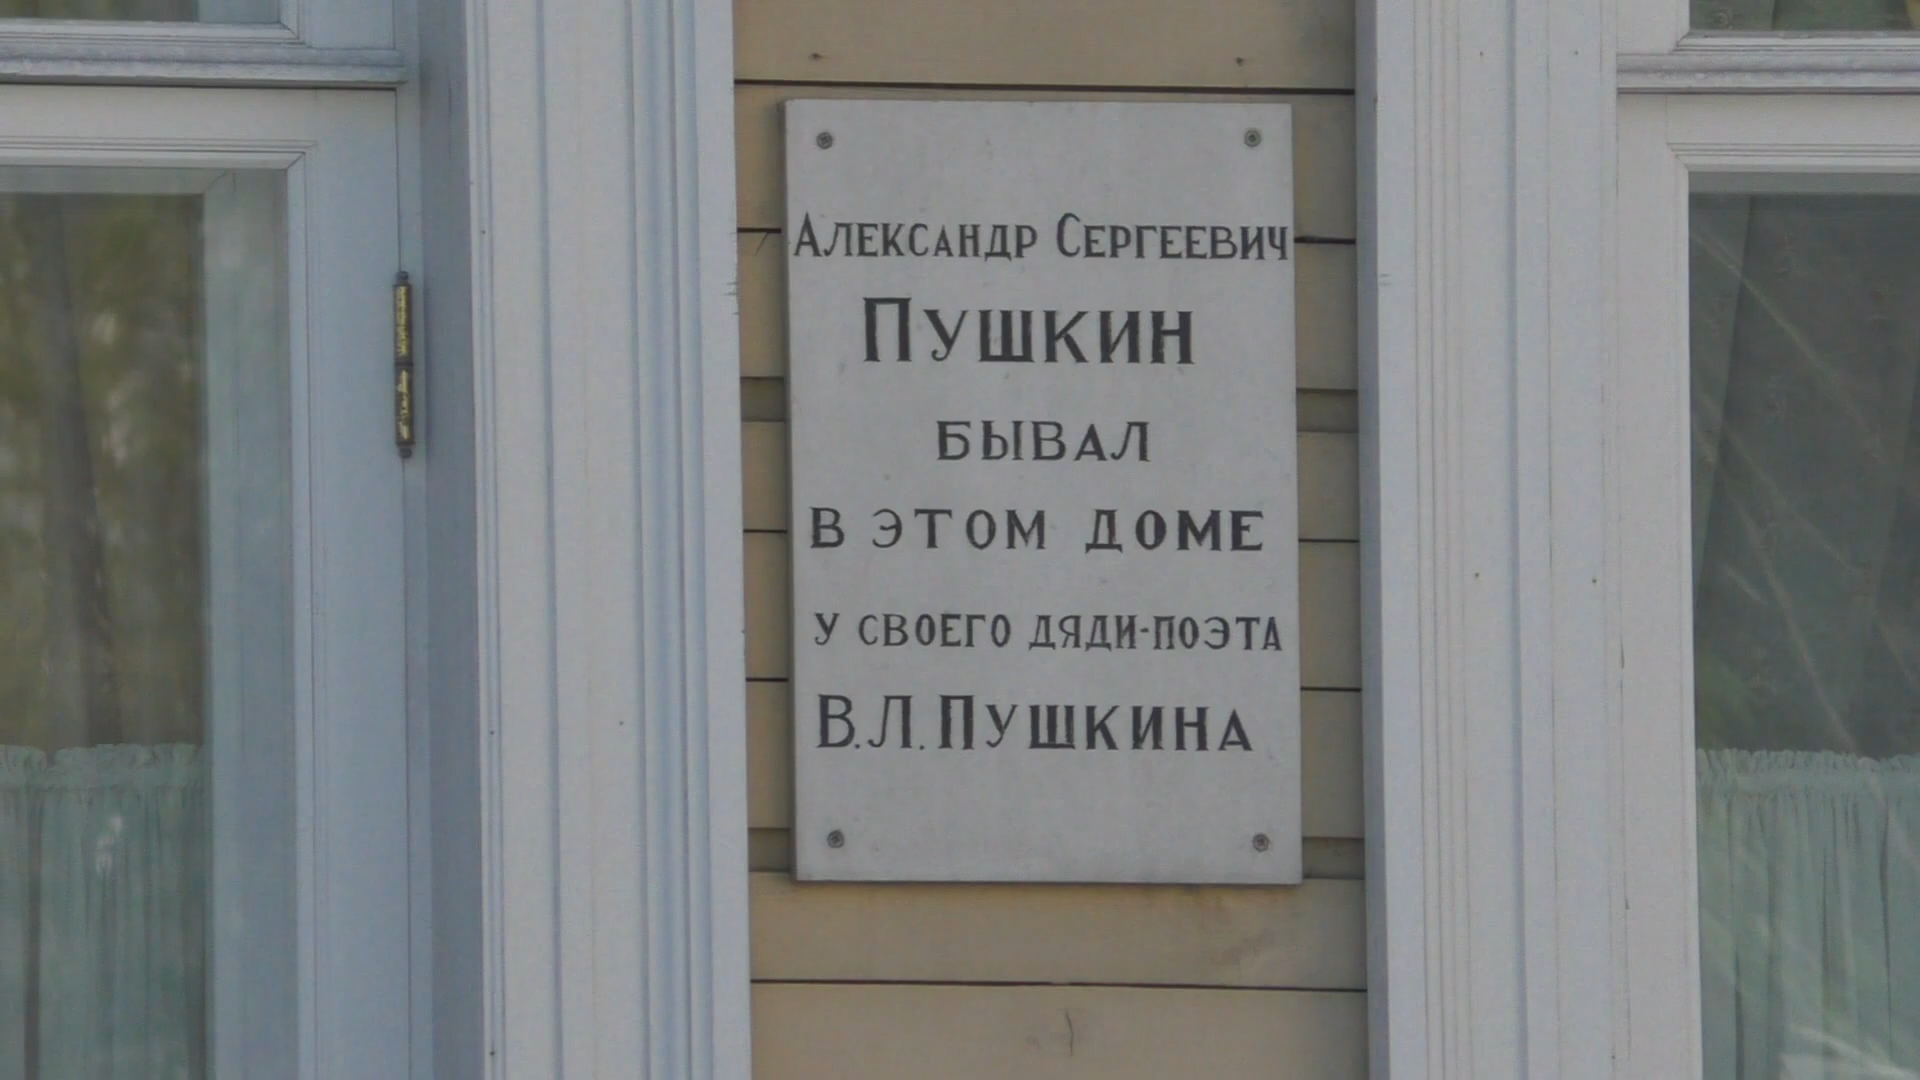 Александр Сергеевич
Пушкин
бывал
в этом доме
у своего дяди-поэта
В.Л. Пушкина